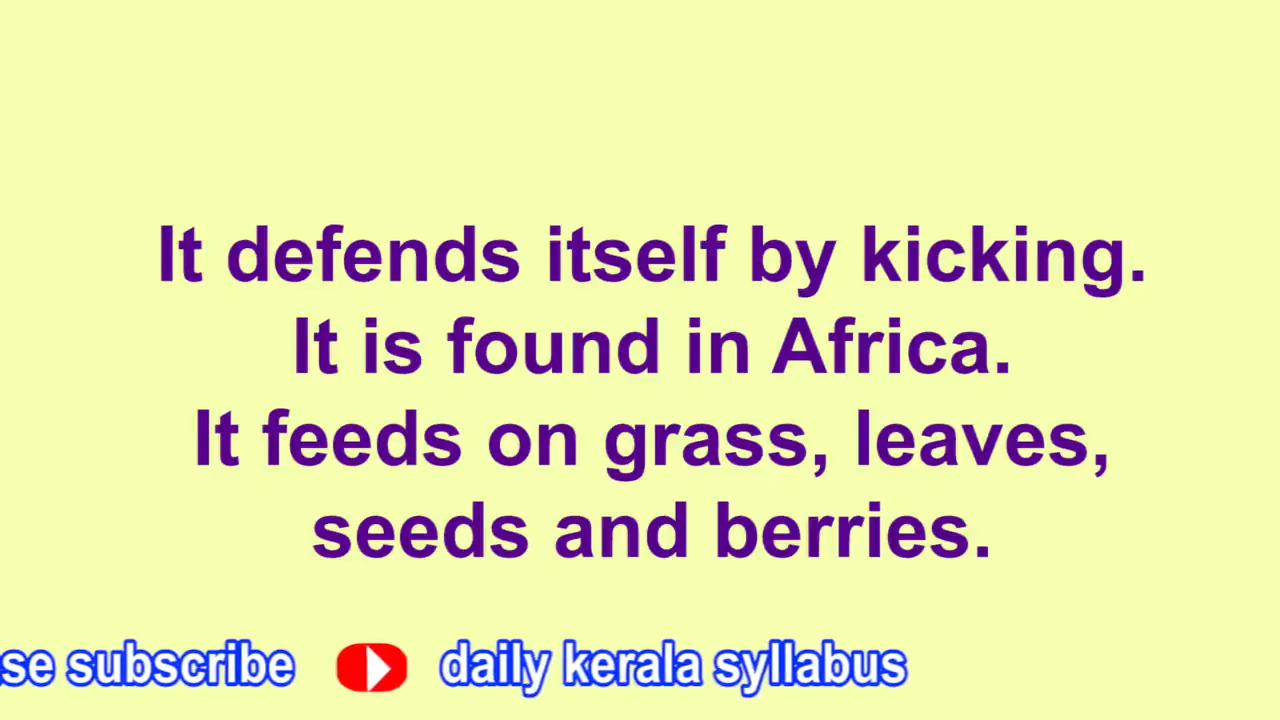 It defends itself by kicking.
It is found in Africa.
It feeds on grass, leaves,
seeds and berries.
subscribe daily kerala syllabus